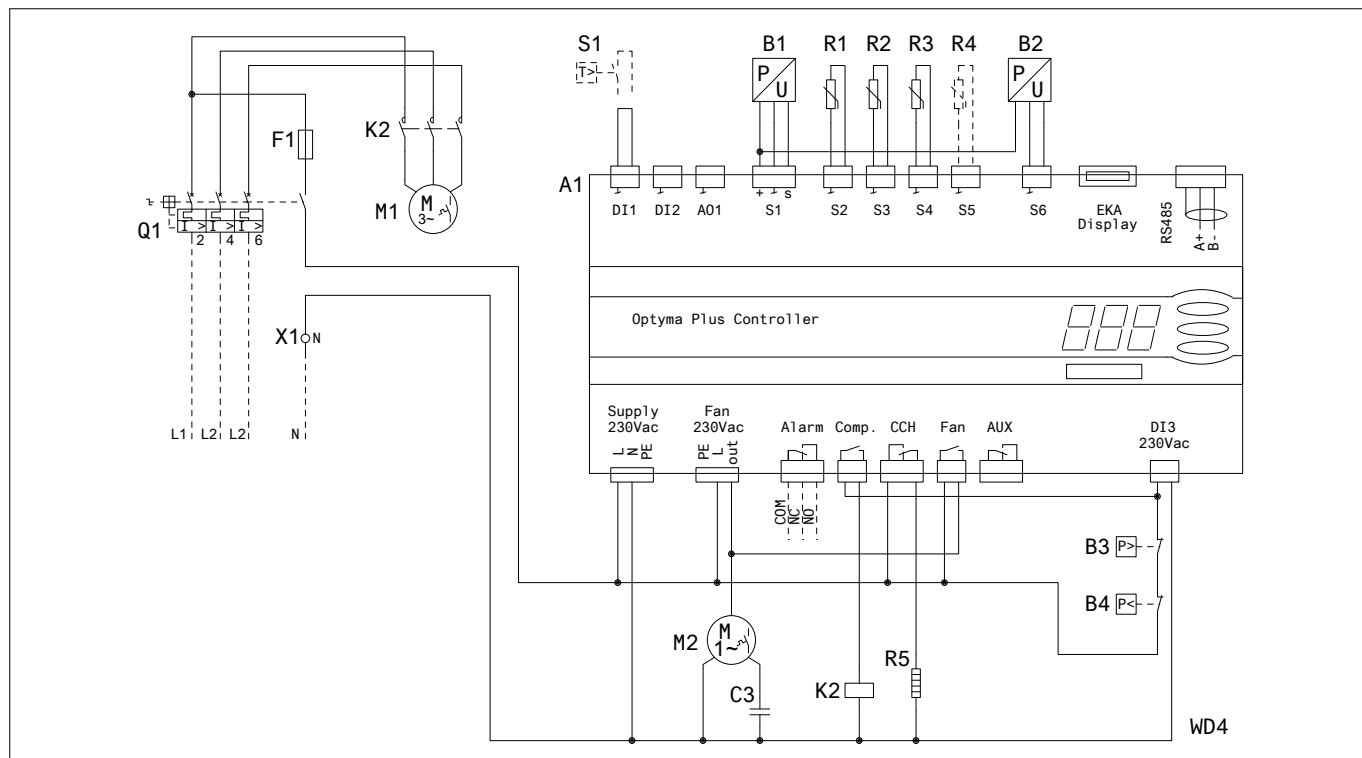 S1
B1
R1
R2
R3
R4
B2
T>
P
U
P
U
F1
K2
A1
M1
M
3~
Q1
I >
I >
I >
2
4
6
+
s
DI1
DI2
AO1
S1
S2
S3
S4
S5
S6
EKA
Display
RS485
A+
B-
Optyma Plus Controller
X1
N
L1
L2
L2
N
Supply
230Vac
Fan
230Vac
Alarm
Comp.
CCH
Fan
AUX
DI3
230Vac
L
N
PE
PE
L
out
COM
NC
NO
B3
P>
B4
P<
M2
M
1~
C3
K2
R5
WD4